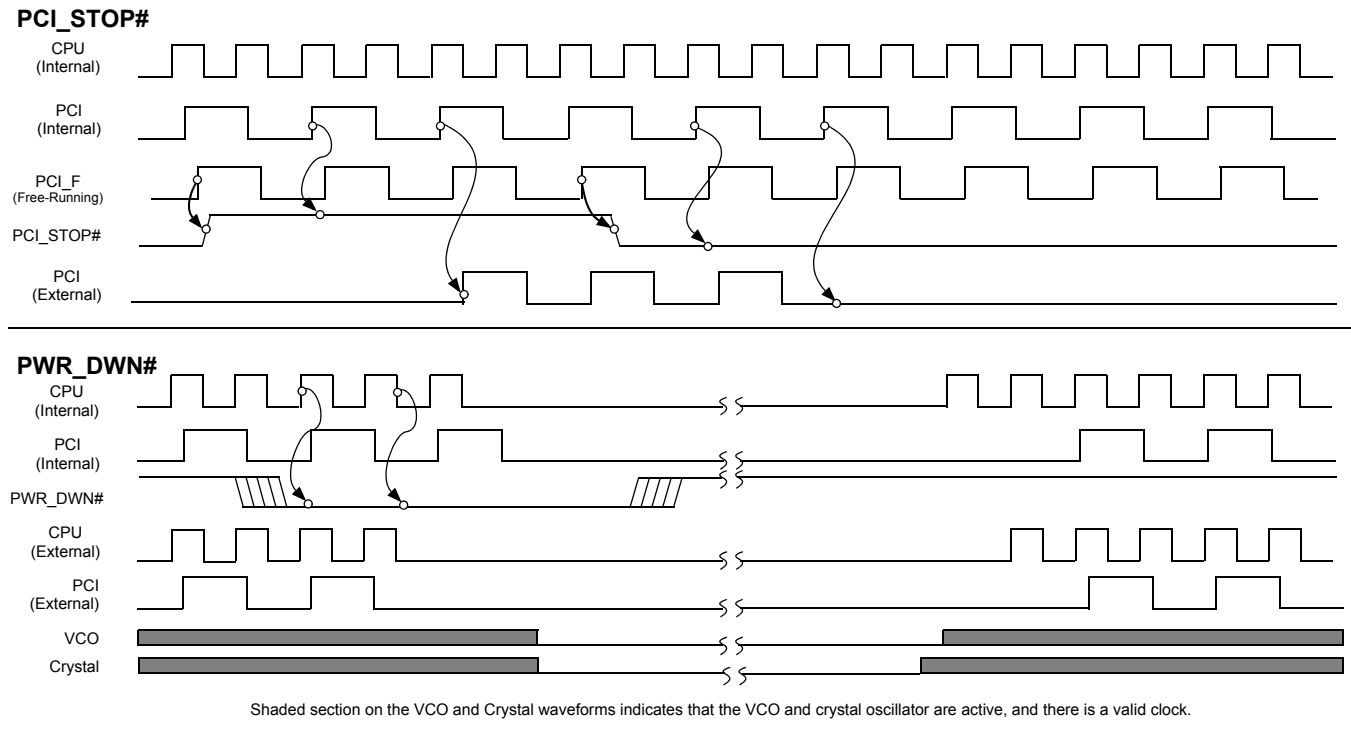 PCI_STOP#
CPU
(Internal)
PCI
(Internal)
PCI_F
(Free-Running)
PCI_STOP#
PCI
(External)
PWR_DWN#
CPU
(Internal)
PCI
(Internal)
PWR_DWN#
CPU
(External)
PCI
(External)
VCO
Crystal
Shaded section on the VCO and Crystal waveforms indicates that the VCO and crystal oscillator are active, and there is a valid clock.